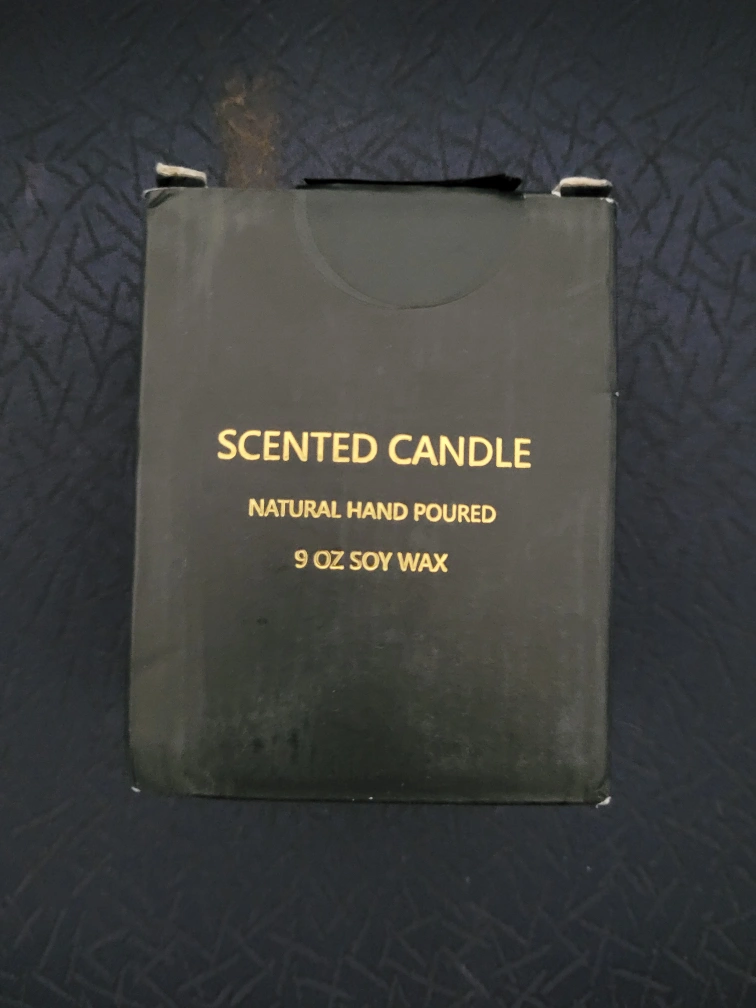 SCENTED CANDLE
NATURAL HAND POURED
9 OZ SOY WAX